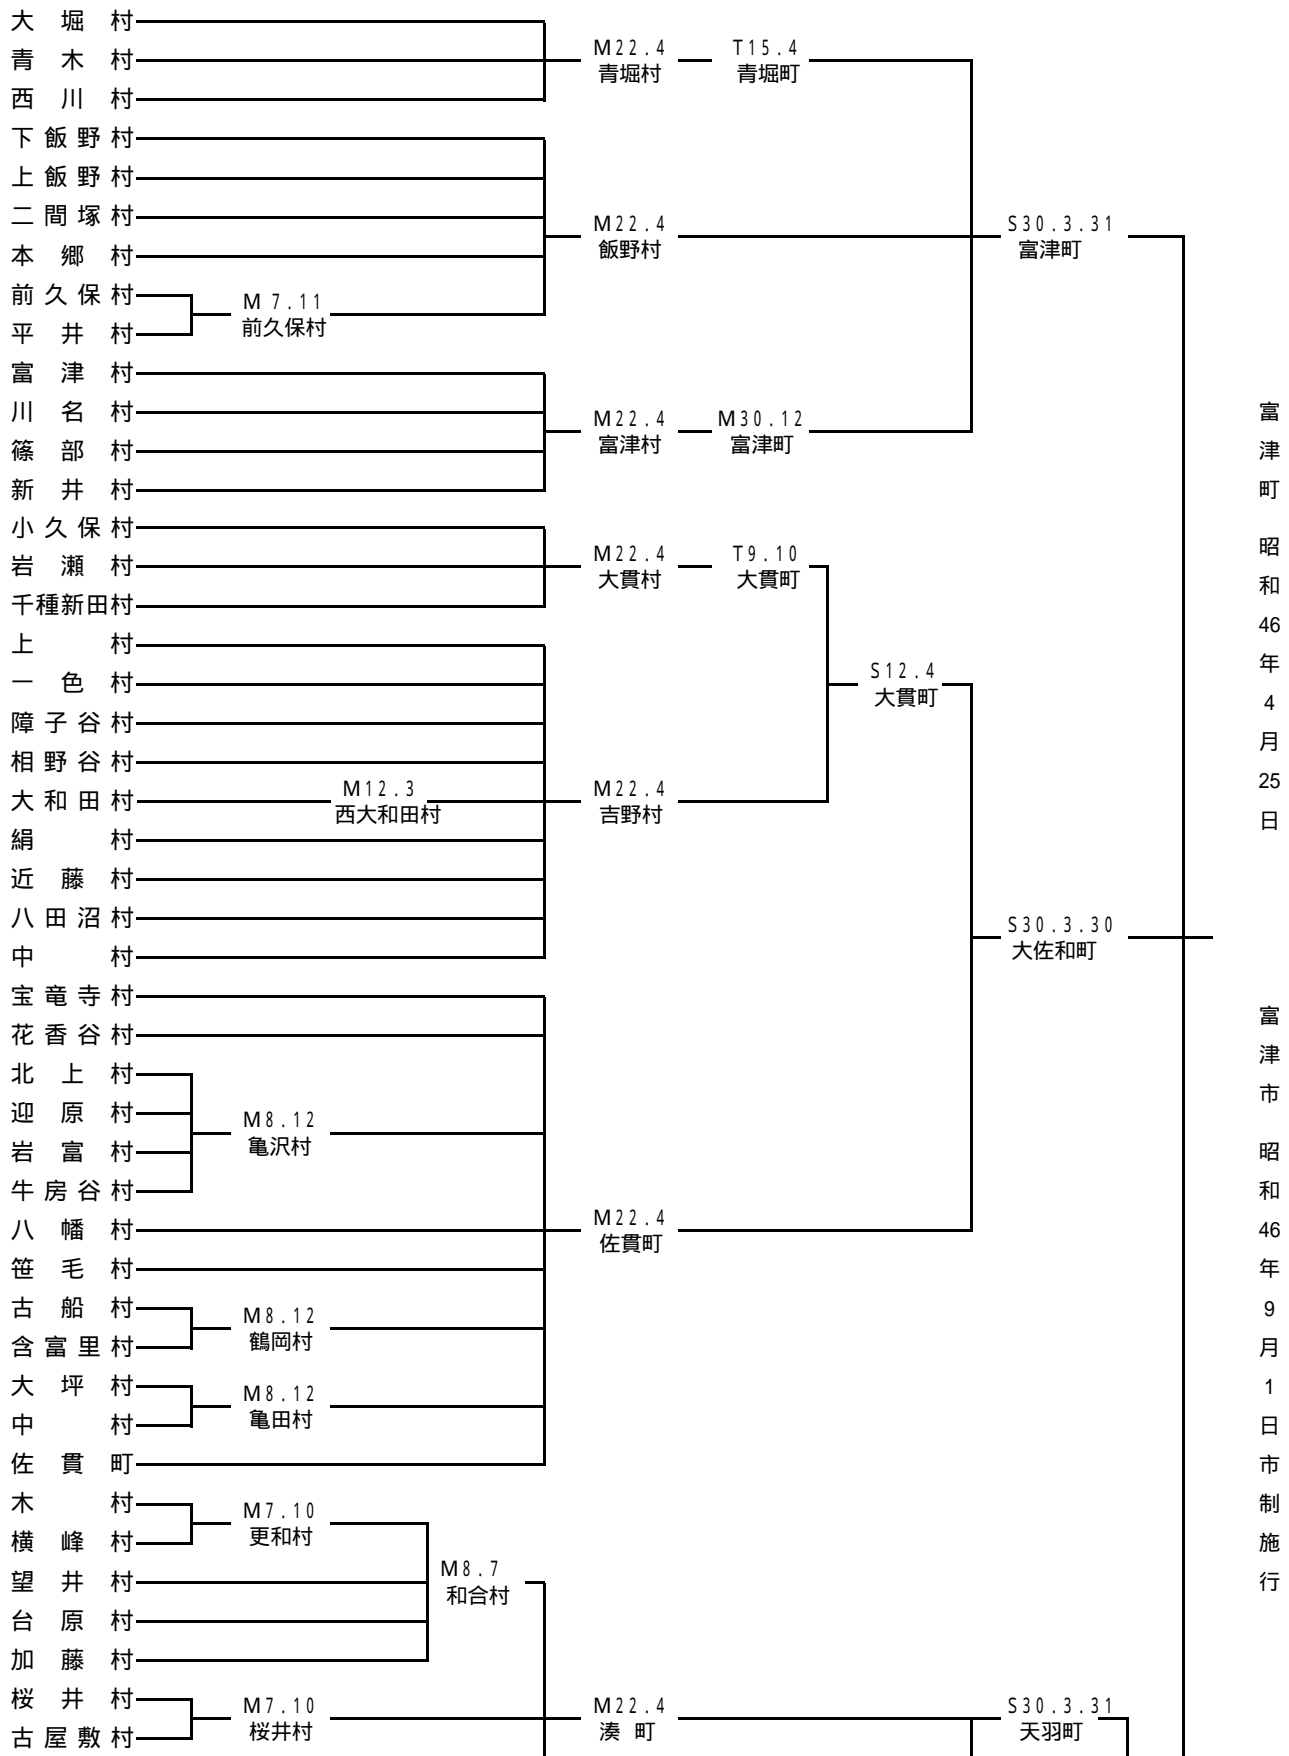 大堀村
青木村
西川村
下飯野村
上飯野村
二間塚村
本郷村
前久保村
平井村
富津村
川名村
篠部村
新井村
小久保村
岩瀬村
千種新田村
上村
一色村
障子谷村
相野谷村
大和田村
絹村
近藤村
八田沼村
中村
宝竜寺村
花香谷村
北上村
迎原村
岩富村
牛房谷村
八幡村
笹毛村
古船村
含富里村
大坪村
中村
佐貫町
木村
横峰村
望井村
台原村
加藤村
桜井村
古屋敷村
M7.11
前久保村
M8.12
亀沢村
M8.12
鶴岡村
M8.12
亀田村
M7.10
更和村
M7.10
桜井村
M12.3
西大和田村
M8.7
和合村
M22.4
青堀村
M22.4
飯野村
M22.4
富津村
M22.4
大貫村
M22.4
吉野村
M22.4
佐貫町
M22.4
湊町
T15.4
青堀町
M30.12
富津町
T9.10
大貫町
S12.4
大貫町
S30.3.31
富津町
S30.3.30
大佐和町
S30.3.31
天羽町
富津町 昭和46年4月25日
富津市 昭和46年9月1日市制施行